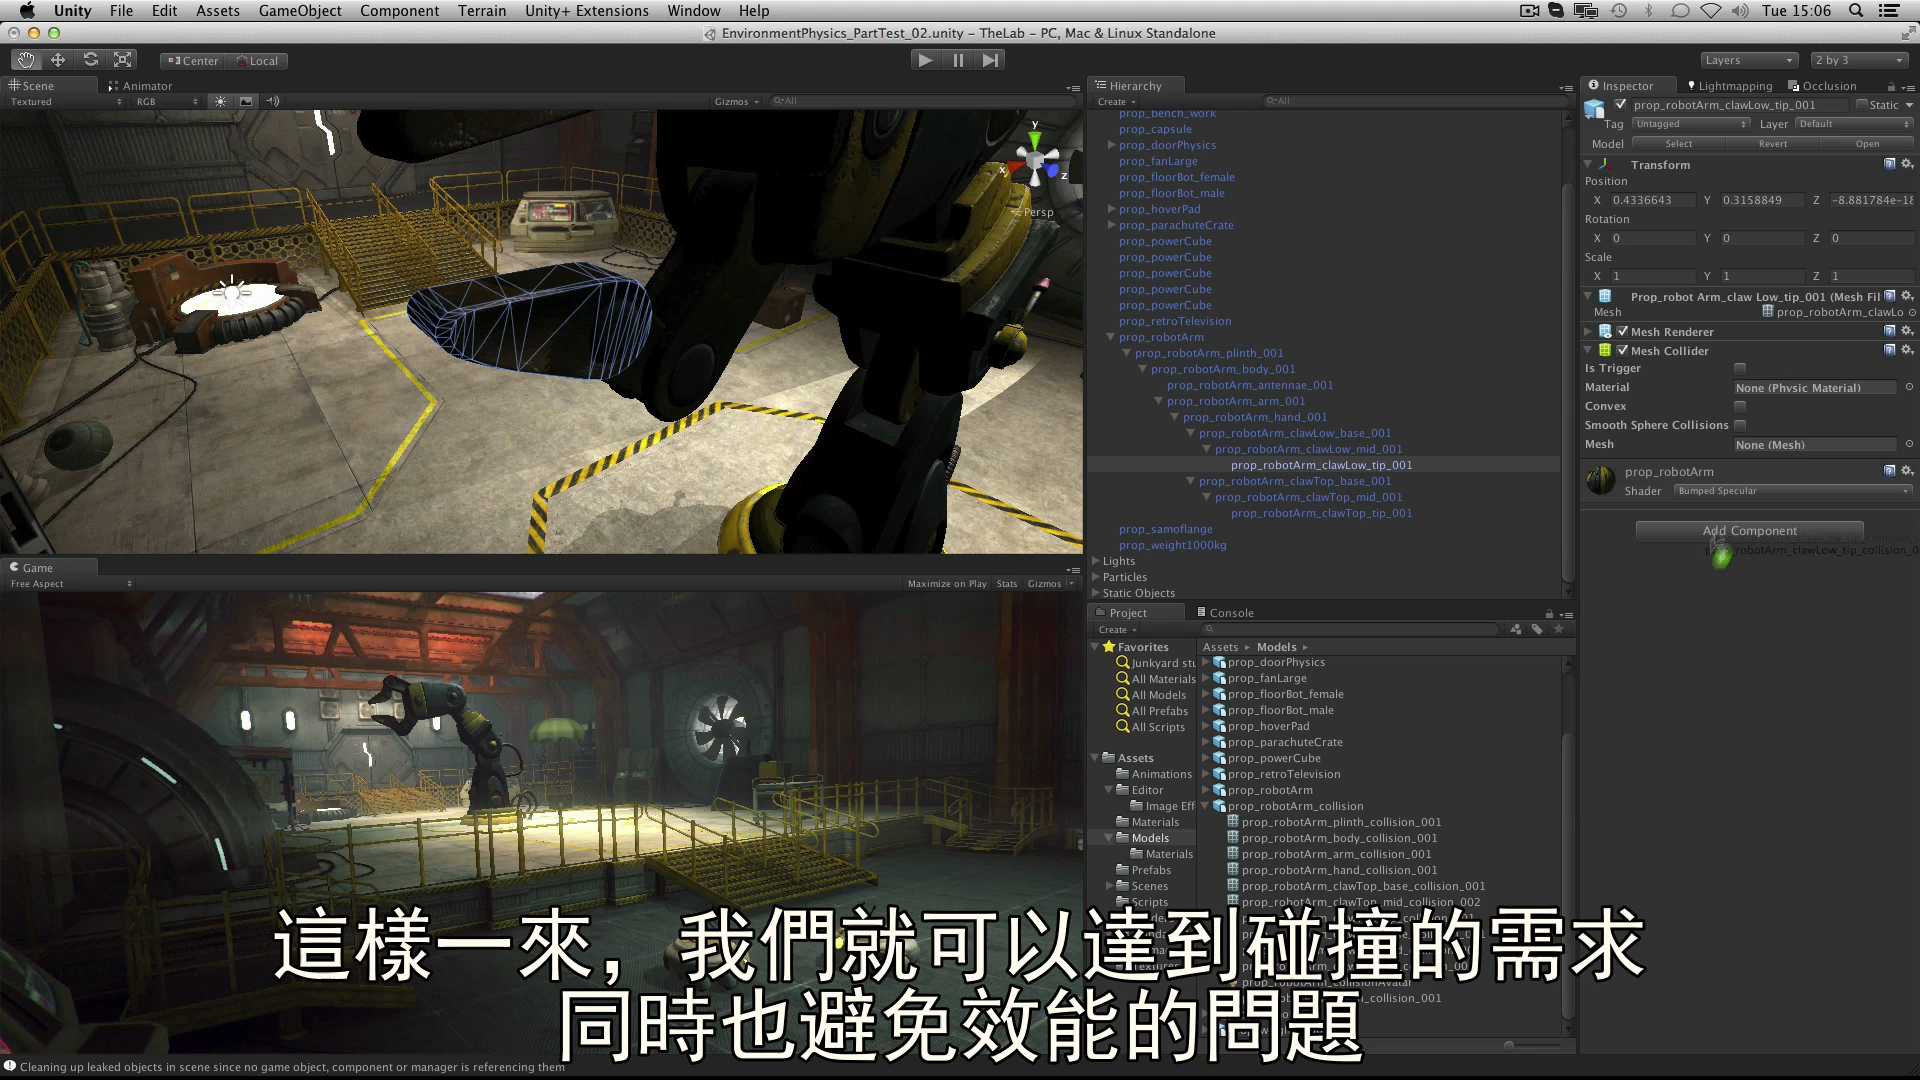 Unity File Edit Assets GameObject Component Terrain Unity+ Extensions Window Help
Tue 15:06
EnvironmentPhysics_PartTest_02.unity - TheLab - PC, Mac & Linux Standalone
Center Local
Layers
2 by 3
Scene Animator
Textured RGB
Gizmos All
y
x
z
Persp
Hierarchy
Create All
prop_bench_work
prop_capsule
prop_doorPhysics
prop_fanLarge
prop_floorBot_female
prop_floorBot_male
prop_hoverPad
prop_parachuteCrate
prop_powerCube
prop_powerCube
prop_powerCube
prop_powerCube
prop_powerCube
prop_retroTelevision
prop_robotArm
prop_robotArm_plinth_001
prop_robotArm_body_001
prop_robotArm_antennae_001
prop_robotArm_arm_001
prop_robotArm_hand_001
prop_robotArm_clawLow_base_001
prop_robotArm_clawLow_mid_001
prop_robotArm_clawLow_tip_001
prop_robotArm_clawTop_base_001
prop_robotArm_clawTop_mid_001
prop_robotArm_clawTop_tip_001
prop_samoflange
prop_weight1000kg
Lights
Particles
Static Objects
Inspector Lightmapping Occlusion
prop_robotArm_clawLow_tip_001 Static
Tag Untagged Layer Default
Model Select Revert Open
Transform
Position
X 0.4336643 Y 0.3158849 Z -8.881784e-18
Rotation
X 0 Y 0 Z 0
Scale
X 1 Y 1 Z 1
Prop_robot Arm_claw Low_tip_001 (Mesh Fil
Mesh prop_robotArm_clawLo
Mesh Renderer
Mesh Collider
Is Trigger
Material None (Physic Material)
Convex
Smooth Sphere Collisions
Mesh None (Mesh)
prop_robotArm
Shader Bumped Specular
Add Component
Game
Free Aspect
Maximize on Play Stats Gizmos
Project Console
Create
Favorites
Junkyard stu
All Materials
All Models
All Prefabs
All Scripts
Assets
Animations
Editor
Image Eff
Materials
Models
Materials
Prefabs
Scenes
Scripts
Assets Models
prop_doorPhysics
prop_fanLarge
prop_floorBot_female
prop_floorBot_male
prop_hoverPad
prop_parachuteCrate
prop_powerCube
prop_retroTelevision
prop_robotArm
prop_robotArm_collision
prop_robotArm_plinth_collision_001
prop_robotArm_body_collision_001
prop_robotArm_arm_collision_001
prop_robotArm_hand_collision_001
prop_robotArm_clawTop_base_collision_001
prop_robotArm_clawTop_mid_collision_002
這樣一來，我們就可以達到碰撞的需求
同時也避免效能的問題
Cleaning up leaked objects in scene since no game object, component or manager is referencing them